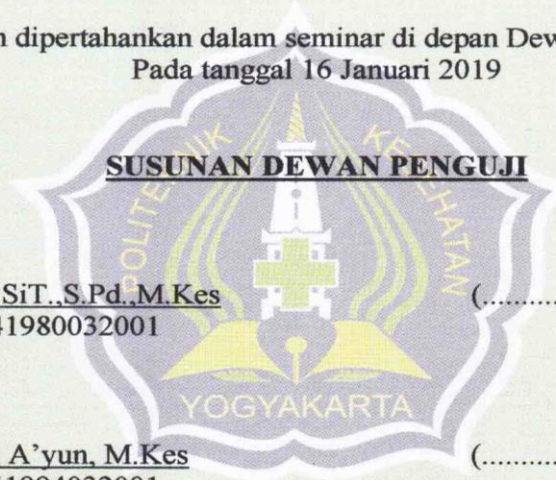 dipertahankan dalam seminar di depan Dew
Pada tanggal 16 Januari 2019
SUSUNAN DEWAN PENGUJI
POLITEKNIK KESEHATAN
SiT.,S.Pd.,M.Kes (...........
41980032001
YOGYAKARTA
A'yun, M.Kes (...........